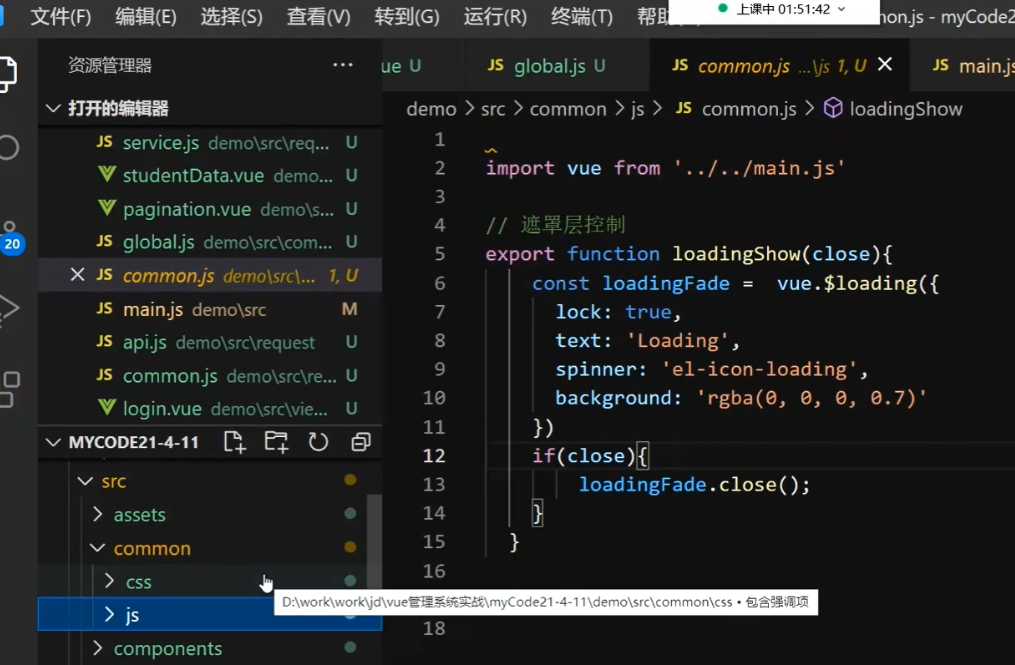 文件(F) 编辑(E) 选择(S) 查看(V) 转到(G) 运行(R) 终端(T) 帮助
上课中 01:51:42
mon.js - myCode2
资源管理器 ···
ue U JS global.js U JS common.js ...\js 1, U JS main.js
打开的编辑器
demo > src > common > js > JS common.js > loadingShow
JS service.js demo\src\req... U
studentData.vue demo... U
pagination.vue demo\s... U
JS global.js demo\src\com... U
JS common.js demo\src\... 1, U
JS main.js demo\src M
JS api.js demo\src\request U
JS common.js demo\src\re... U
login.vue demo\src\vie... U
20
MYCODE21-4-11
src
assets
common
css
js
components
1
2 import vue from '../../main.js'
3
4 // 遮罩层控制
5 export function loadingShow(close){
6 const loadingFade = vue.$loading({
7 lock: true,
8 text: 'Loading',
9 spinner: 'el-icon-loading',
10 background: 'rgba(0, 0, 0, 0.7)'
11 })
12 if(close){
13 loadingFade.close();
14 }
15 }
16
D:\work\work\jd\vue管理系统实战\myCode21-4-11\demo\src\common\css • 包含强调项
18